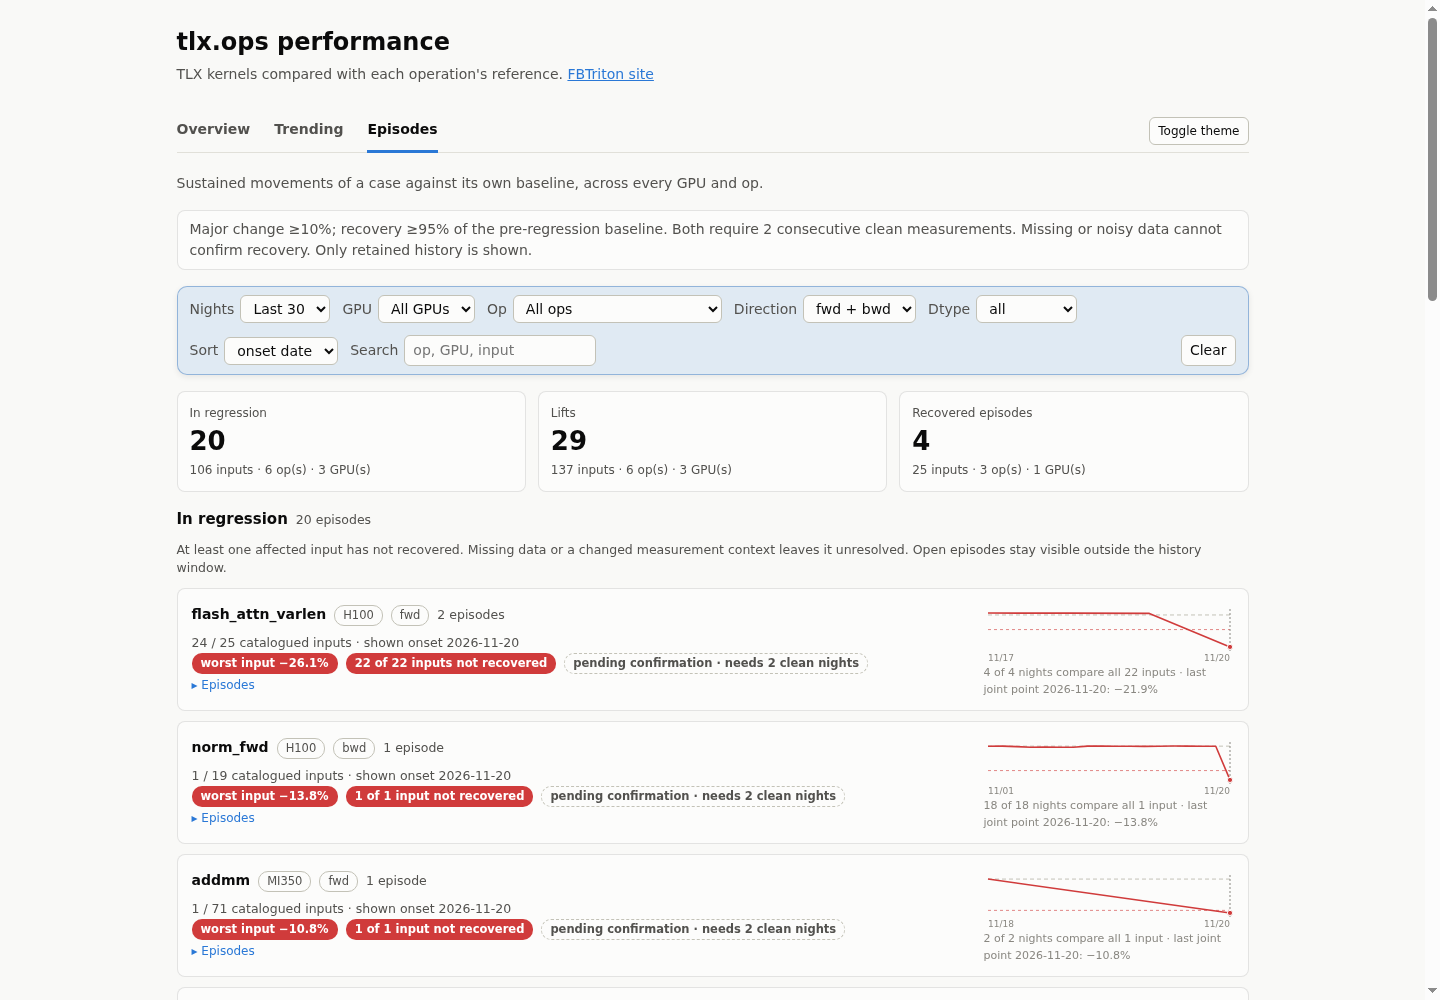 tlx.ops performance
TLX kernels compared with each operation's reference. FBTriton site
Overview Trending Episodes Toggle theme
Sustained movements of a case against its own baseline, across every GPU and op.
Major change ≥10%; recovery ≥95% of the pre-regression baseline. Both require 2 consecutive clean measurements. Missing or noisy data cannot
confirm recovery. Only retained history is shown.
Nights Last 30 GPU All GPUs Op All ops Direction fwd + bwd Dtype all
Sort onset date Search op, GPU, input Clear
In regression
20
106 inputs · 6 op(s) · 3 GPU(s)
Lifts
29
137 inputs · 6 op(s) · 3 GPU(s)
Recovered episodes
4
25 inputs · 3 op(s) · 1 GPU(s)
In regression 20 episodes
At least one affected input has not recovered. Missing data or a changed measurement context leaves it unresolved. Open episodes stay visible outside the history
window.
flash_attn_varlen H100 fwd 2 episodes
24 / 25 catalogued inputs · shown onset 2026-11-20
worst input −26.1% 22 of 22 inputs not recovered pending confirmation · needs 2 clean nights
▸ Episodes
11/17 11/20
4 of 4 nights compare all 22 inputs · last
joint point 2026-11-20: −21.9%
norm_fwd H100 bwd 1 episode
1 / 19 catalogued inputs · shown onset 2026-11-20
worst input −13.8% 1 of 1 input not recovered pending confirmation · needs 2 clean nights
▸ Episodes
11/01 11/20
18 of 18 nights compare all 1 input · last
joint point 2026-11-20: −13.8%
addmm MI350 fwd 1 episode
1 / 71 catalogued inputs · shown onset 2026-11-20
worst input −10.8% 1 of 1 input not recovered pending confirmation · needs 2 clean nights
▸ Episodes
11/18 11/20
2 of 2 nights compare all 1 input · last joint
point 2026-11-20: −10.8%